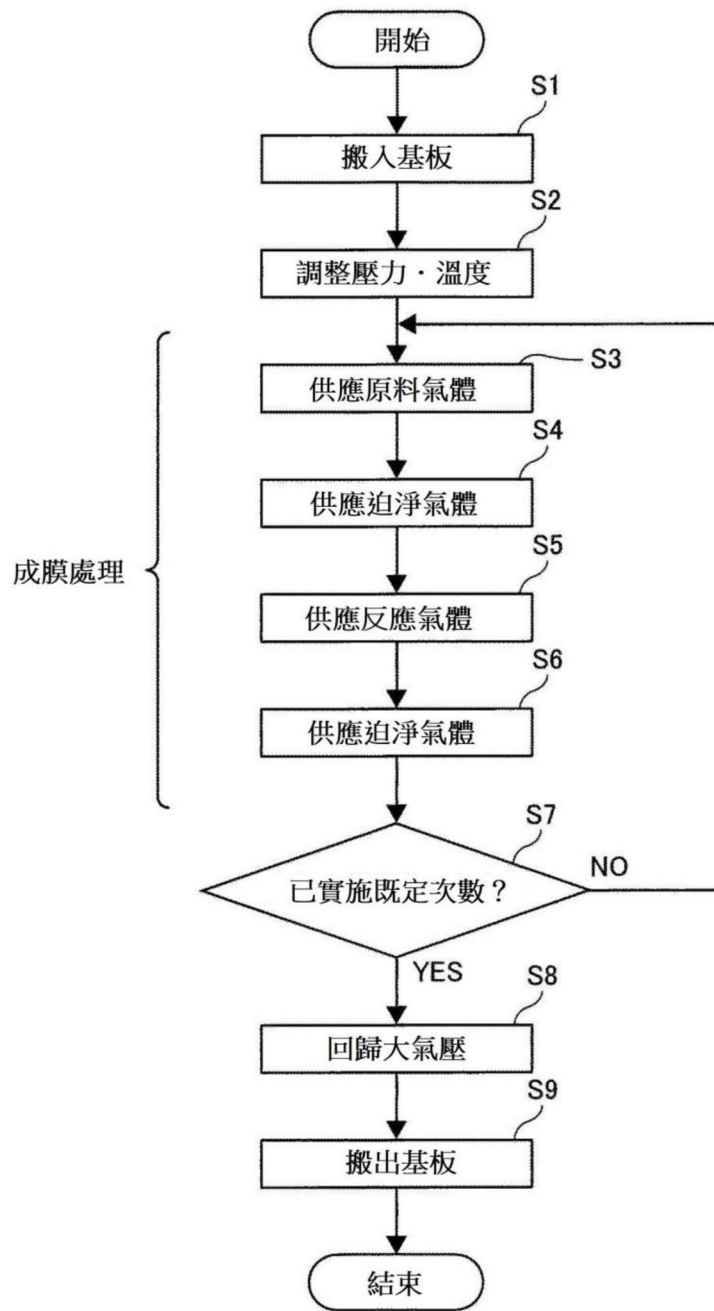 開始
S1
搬入基板
S2
調整壓力．溫度
S3
供應原料氣體
S4
供應迫淨氣體
成膜處理
S5
供應反應氣體
S6
供應迫淨氣體
S7
已實施既定次數？
NO
YES
S8
回歸大氣壓
S9
搬出基板
結束